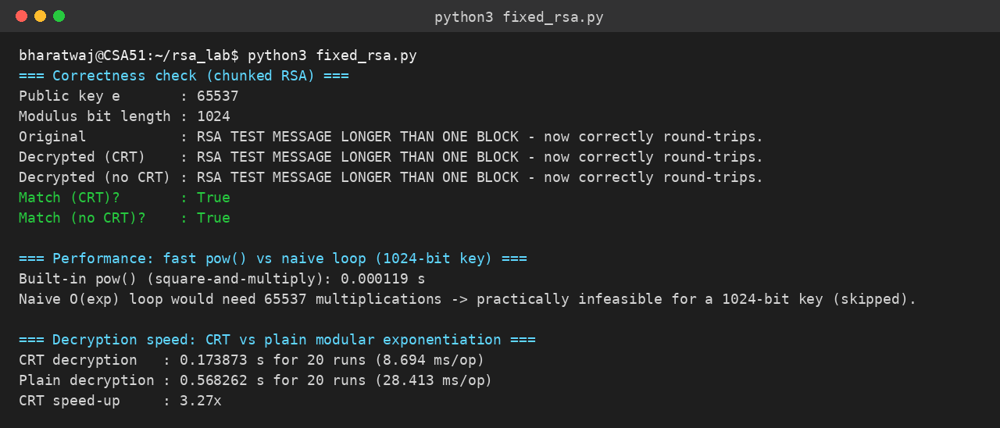 python3 fixed_rsa.py
bharatwaj@CSA51:~/rsa_lab$ python3 fixed_rsa.py
=== Correctness check (chunked RSA) ===
Public key e       : 65537
Modulus bit length : 1024
Original           : RSA TEST MESSAGE LONGER THAN ONE BLOCK - now correctly round-trips.
Decrypted (CRT)    : RSA TEST MESSAGE LONGER THAN ONE BLOCK - now correctly round-trips.
Decrypted (no CRT) : RSA TEST MESSAGE LONGER THAN ONE BLOCK - now correctly round-trips.
Match (CRT)?       : True
Match (no CRT)?    : True
=== Performance: fast pow() vs naive loop (1024-bit key) ===
Built-in pow() (square-and-multiply): 0.000119 s
Naive O(exp) loop would need 65537 multiplications -> practically infeasible for a 1024-bit key (skipped).
=== Decryption speed: CRT vs plain modular exponentiation ===
CRT decryption   : 0.173873 s for 20 runs (8.694 ms/op)
Plain decryption : 0.568262 s for 20 runs (28.413 ms/op)
CRT speed-up     : 3.27x